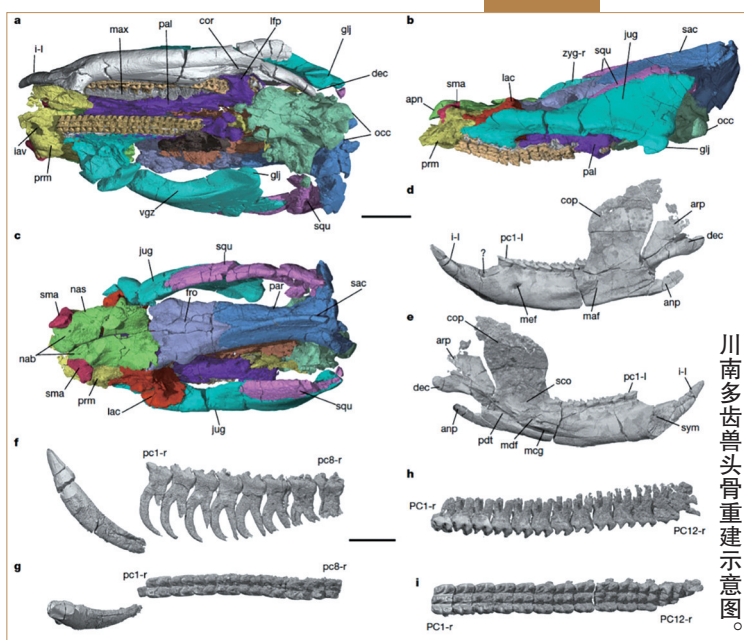 a
max
pal
cor
lfp
glj
i-l
dec
occ
lav
prm
vgz
glj
squ
b
sac
jug
squ
zyg-r
lac
sma
apn
prm
occ
glj
pal
c
jug
squ
nas
sma
fro
par
sac
nab
sma
prm
lac
jug
squ
d
cop
arp
i-l
?
pc1-l
dec
mef
maf
anp
e
cop
arp
sco
pc1-l
i-l
dec
anp
pdt
mdf
mcg
sym
f
pc1-r
pc8-r
g
pc1-r
pc8-r
h
PC1-r
PC12-r
i
PC1-r
PC12-r
川南多齿兽头骨重建示意图。